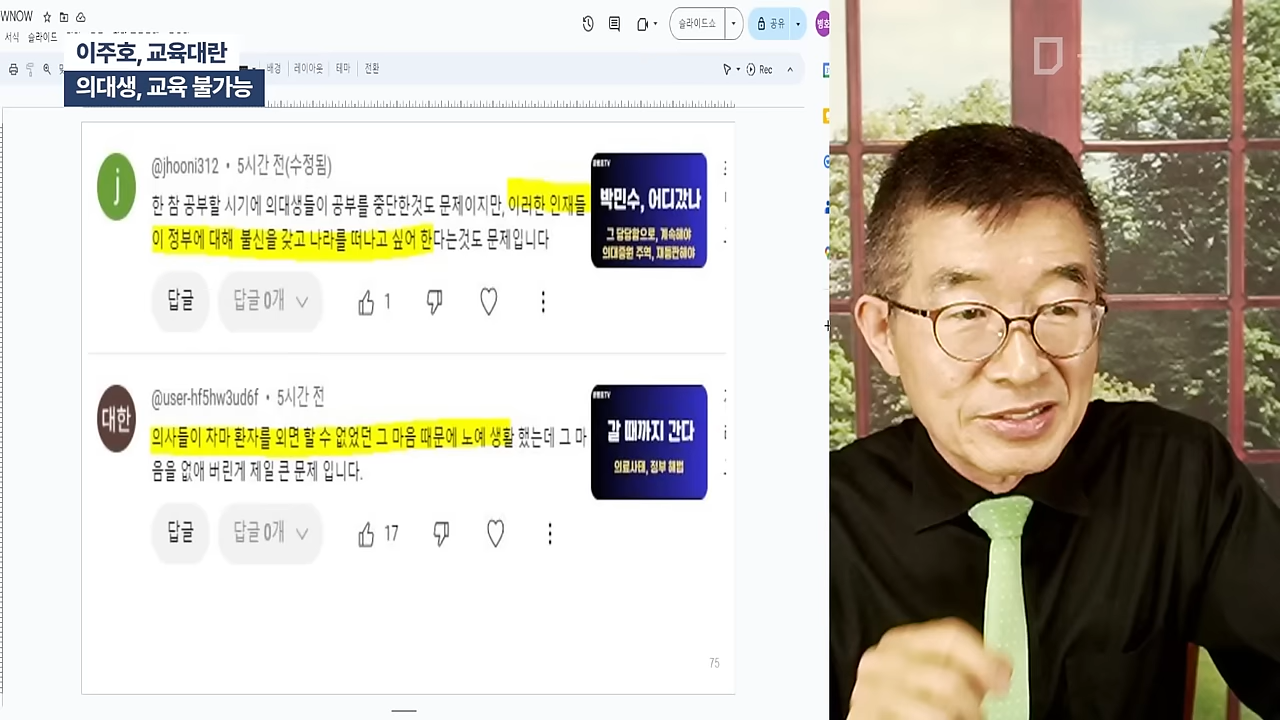 WNOW
슬라이드쇼
공유
서식 슬라이드
이주호, 교육대란
의대생, 교육 불가능
배경
레이아웃
테마
전환
Rec
j
@jhooni312 • 5시간 전(수정됨)
한 참 공부할 시기에 의대생들이 공부를 중단한것도 문제이지만, 이러한 인재들
이 정부에 대해 불신을 갖고 나라를 떠나고 싶어 한다는것도 문제입니다
답글
답글 0개
1
박민수, 어디갔나
그 담당함으로, 계속해야
의대증원 주역, 재등판해야
대한
@user-hf5hw3ud6f • 5시간 전
의사들이 차마 환자를 외면 할 수 없었던 그 마음 때문에 노예 생활 했는데 그 마
음을 없애 버린게 제일 큰 문제 입니다.
답글
답글 0개
17
갈 때까지 간다
의료사태, 정부 해법
75